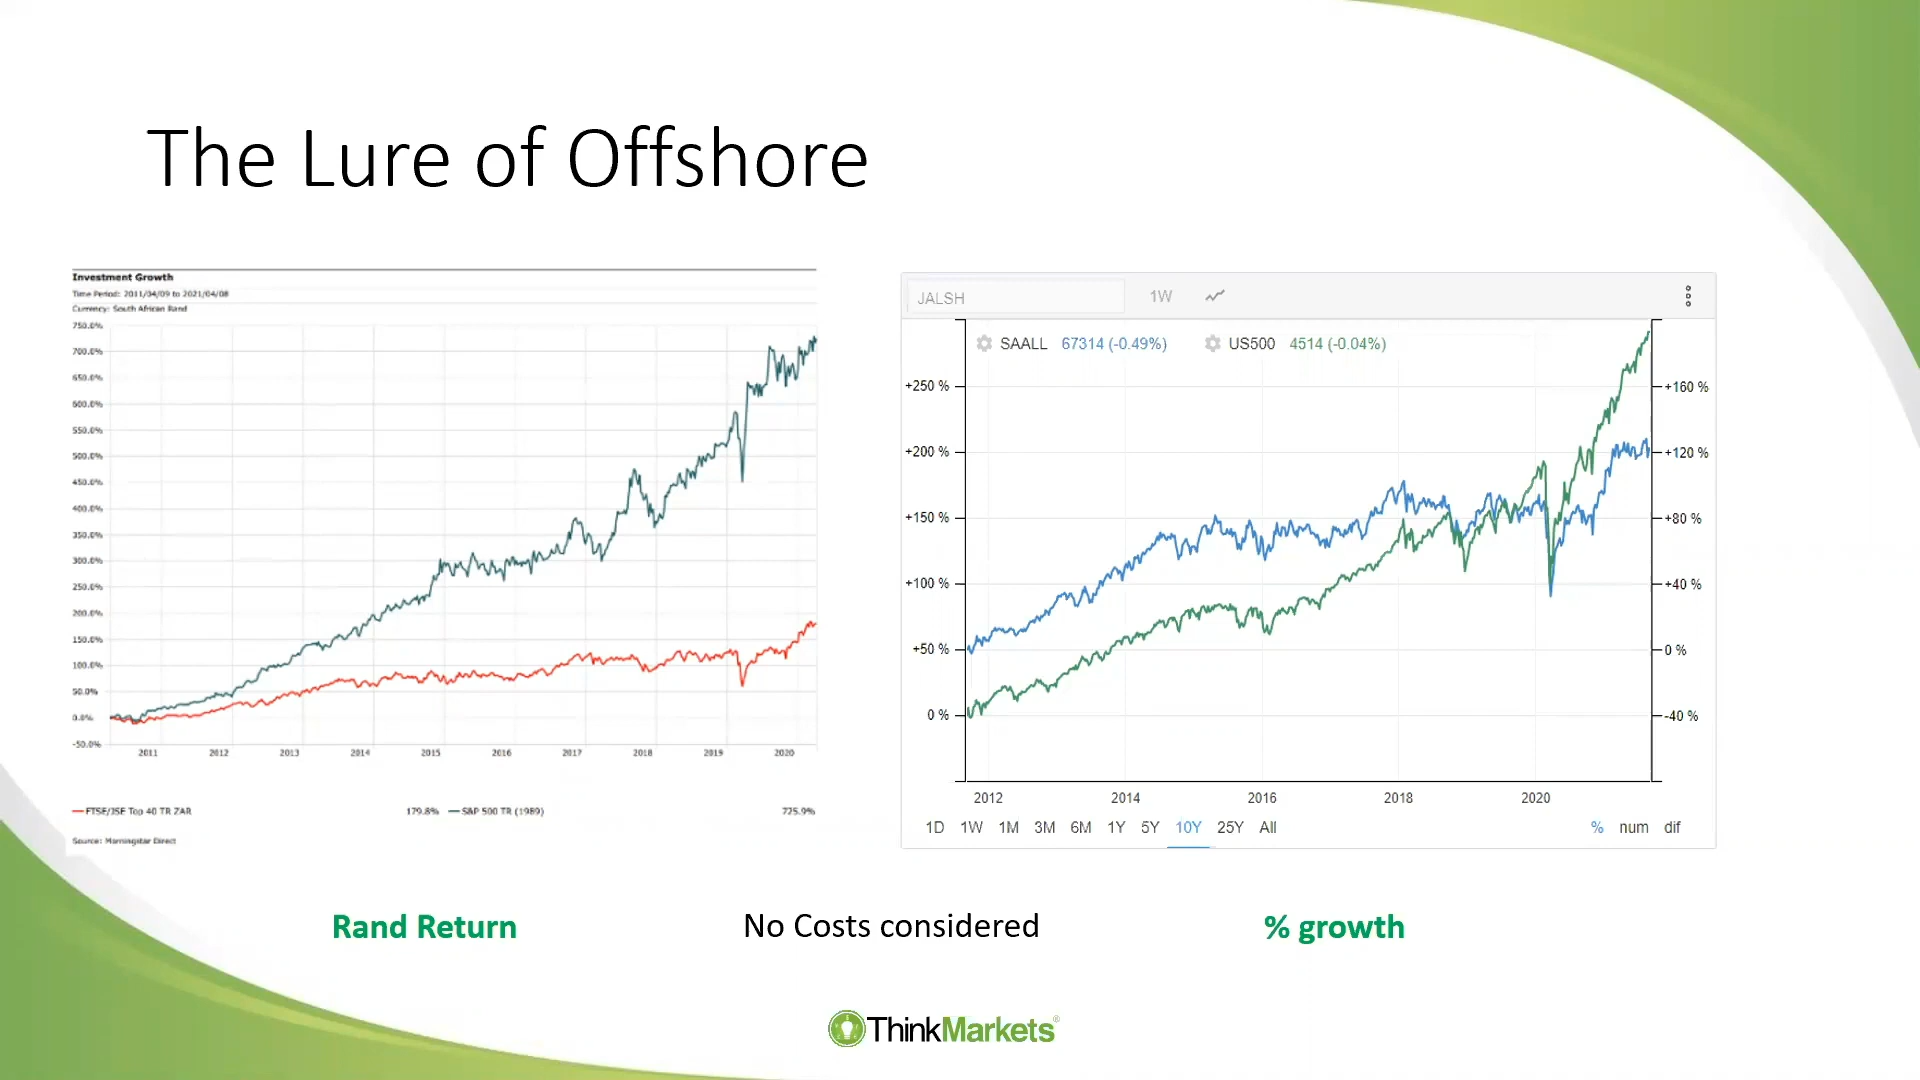 The Lure of Offshore
Investment Growth
Time Period: 2011/04/09 to 2021/04/08
Currency: South African Rand
750.0%
700.0%
650.0%
600.0%
550.0%
500.0%
450.0%
400.0%
350.0%
300.0%
250.0%
200.0%
150.0%
100.0%
50.0%
0.0%
-50.0%
2011 2012 2013 2014 2015 2016 2017 2018 2019 2020
FTSE/JSE Top 40 TR ZAR 179.8% S&P 500 TR (1989) 725.9%
Source: Morningstar Direct
JALSH 1W
SAALL 67314 (-0.49%) US500 4514 (-0.04%)
+250 % +160 %
+200 % +120 %
+150 % +80 %
+100 % +40 %
+50 % 0 %
0 % -40 %
2012 2014 2016 2018 2020
1D 1W 1M 3M 6M 1Y 5Y 10Y 25Y All % num dif
Rand Return No Costs considered % growth
ThinkMarkets®